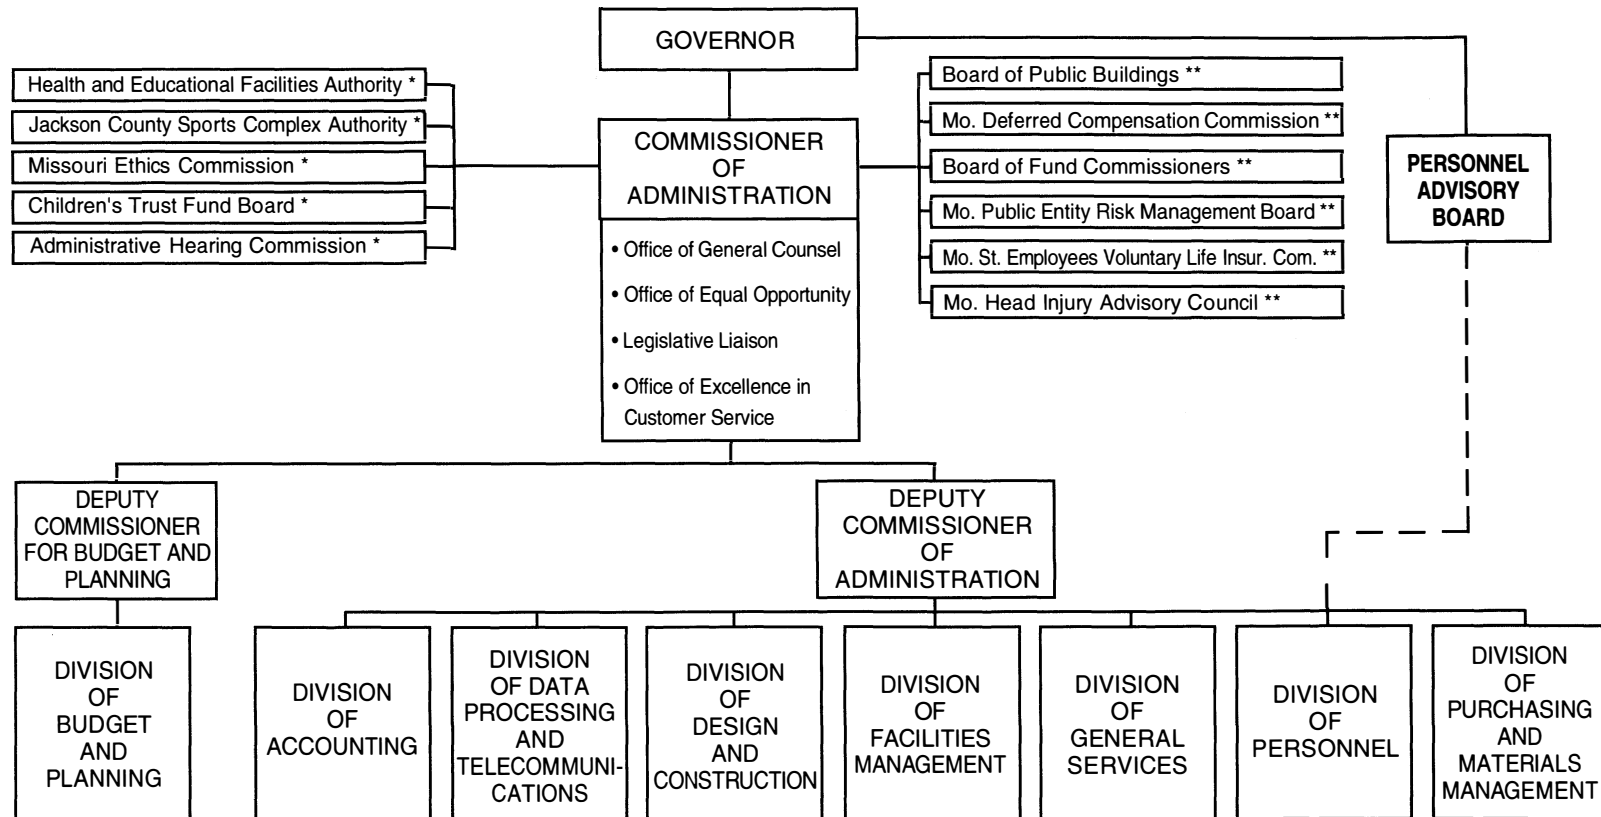 GOVERNOR
Health and Educational Facilities Authority *
Jackson County Sports Complex Authority *
Missouri Ethics Commission *
Children's Trust Fund Board *
Administrative Hearing Commission *
COMMISSIONER
OF
ADMINISTRATION
• Office of General Counsel
• Office of Equal Opportunity
• Legislative Liaison
• Office of Excellence in
Customer Service
Board of Public Buildings **
Mo. Deferred Compensation Commission **
Board of Fund Commissioners **
Mo. Public Entity Risk Management Board **
Mo. St. Employees Voluntary Life Insur. Com. **
Mo. Head Injury Advisory Council **
PERSONNEL
ADVISORY
BOARD
DEPUTY
COMMISSIONER
FOR BUDGET AND
PLANNING
DEPUTY
COMMISSIONER
OF
ADMINISTRATION
DIVISION
OF
BUDGET
AND
PLANNING
DIVISION
OF
ACCOUNTING
DIVISION
OF DATA
PROCESSING
AND
TELECOMMUNI-
CATIONS
DIVISION
OF
DESIGN
AND
CONSTRUCTION
DIVISION
OF
FACILITIES
MANAGEMENT
DIVISION
OF
GENERAL
SERVICES
DIVISION
OF
PERSONNEL
DIVISION
OF
PURCHASING
AND
MATERIALS
MANAGEMENT